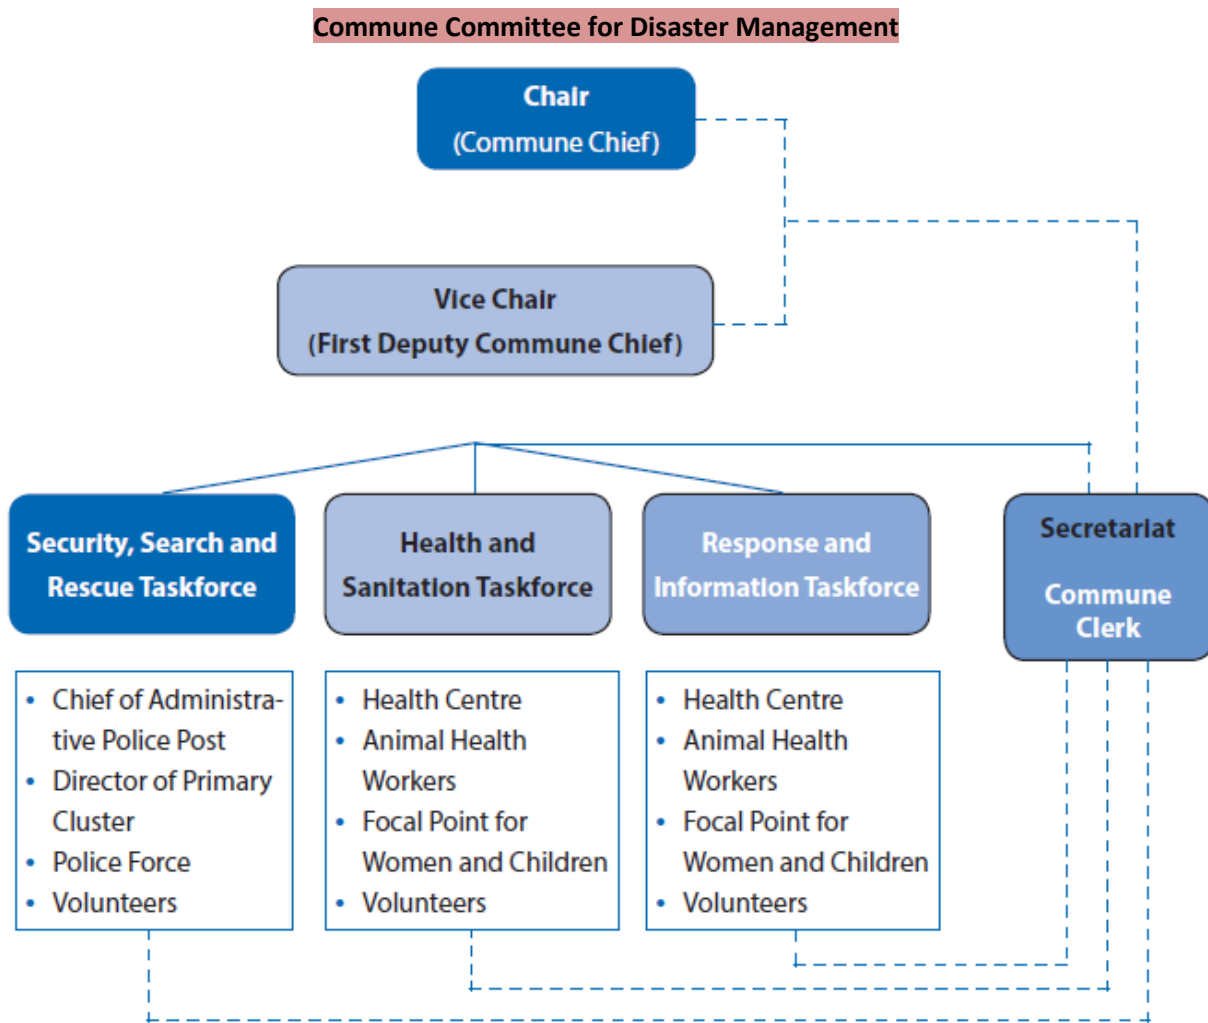 Commune Committee for Disaster Management
Chair
(Commune Chief)
Vice Chair
(First Deputy Commune Chief)
Security, Search and
Rescue Taskforce
Health and
Sanitation Taskforce
Response and
Information Taskforce
Secretariat
Commune
Clerk
• Chief of Administra-
tive Police Post
• Director of Primary
Cluster
• Police Force
• Volunteers
• Health Centre
• Animal Health
Workers
• Focal Point for
Women and Children
• Volunteers
• Health Centre
• Animal Health
Workers
• Focal Point for
Women and Children
• Volunteers